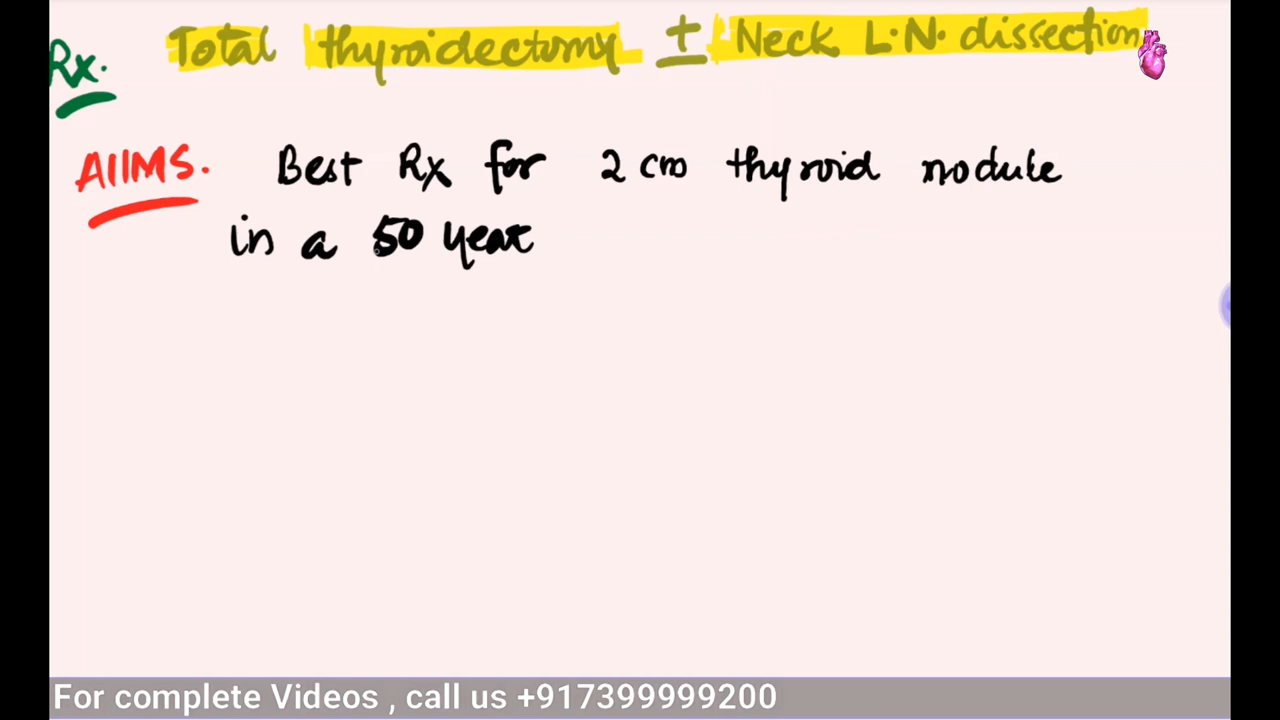 Total thyroidectomy ± Neck L.N. dissection
Rx.
AIIMS. Best Rx for 2 cm thyroid nodule
in a 50 year
For complete Videos , call us +917399999200